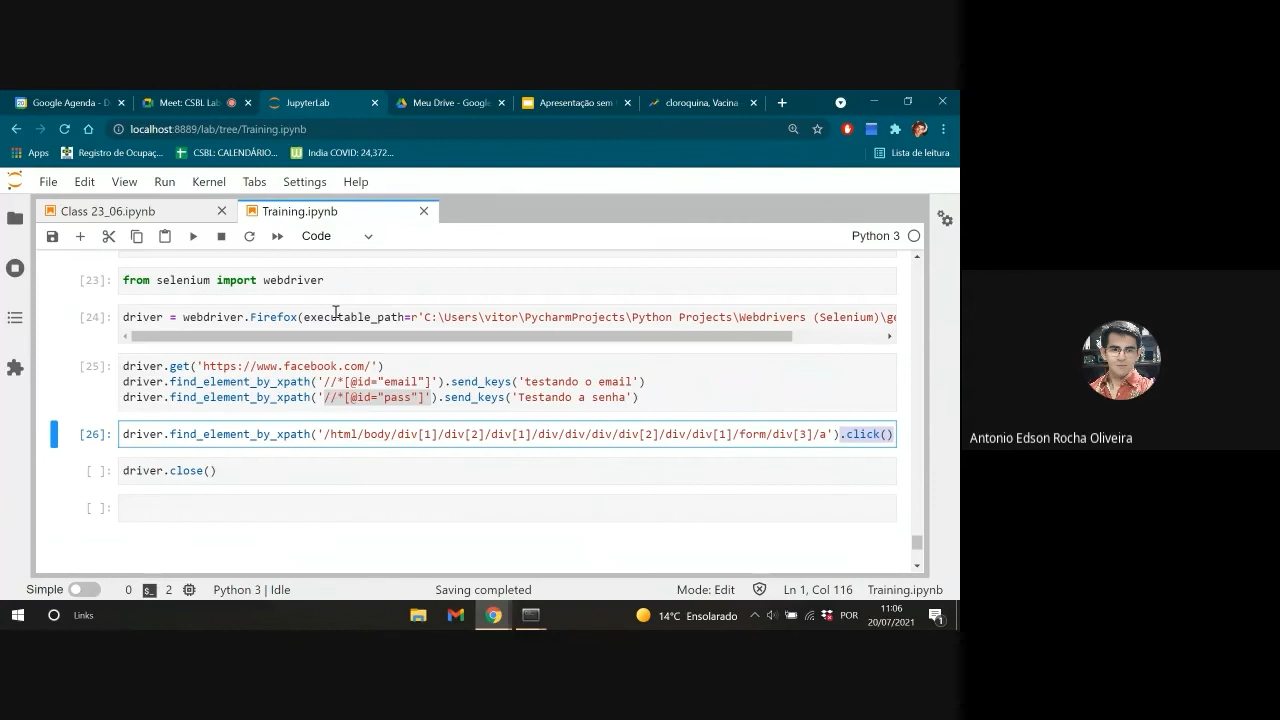 Google Agenda - D
Meet: CSBL Lab
JupyterLab
Meu Drive - Google
Apresentação sem
cloroquina, Vacina
localhost:8889/lab/tree/Training.ipynb
Apps
Registro de Ocupaç...
CSBL: CALENDÁRIO...
India COVID: 24,372...
Lista de leitura
File Edit View Run Kernel Tabs Settings Help
Class 23_06.ipynb
Training.ipynb
Code
Python 3
[23]: from selenium import webdriver
[24]: driver = webdriver.Firefox(executable_path=r'C:\Users\vitor\PycharmProjects\Python Projects\Webdrivers (Selenium)\ge
[25]: driver.get('https://www.facebook.com/')
driver.find_element_by_xpath('//*[@id="email"]').send_keys('testando o email')
driver.find_element_by_xpath('//*[@id="pass"]').send_keys('Testando a senha')
[26]: driver.find_element_by_xpath('/html/body/div[1]/div[2]/div[1]/div/div/div/div[2]/div/div[1]/form/div[3]/a').click()
[ ]: driver.close()
[ ]:
Antonio Edson Rocha Oliveira
Simple 0 2 Python 3 | Idle Saving completed Mode: Edit Ln 1, Col 116 Training.ipynb
Links
14°C Ensolarado
POR
11:06
20/07/2021
1